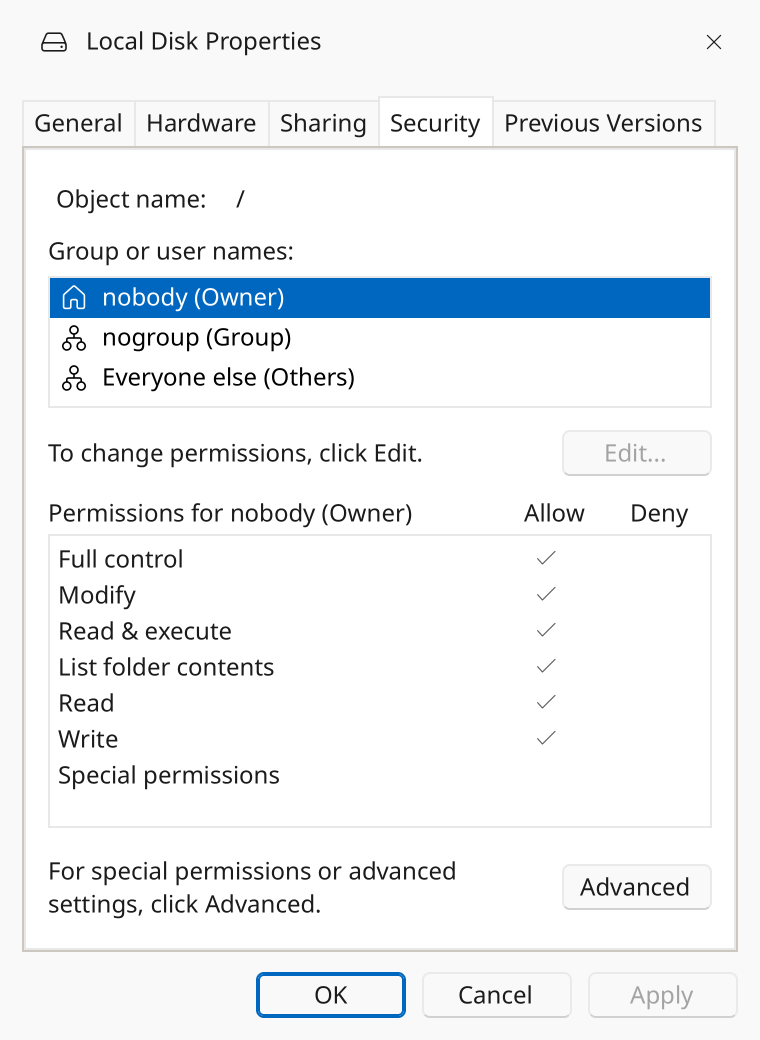 Local Disk Properties
General Hardware Sharing Security Previous Versions
Object name: /
Group or user names:
nobody (Owner)
nogroup (Group)
Everyone else (Others)
To change permissions, click Edit. Edit...
Permissions for nobody (Owner) Allow Deny
Full control
Modify
Read & execute
List folder contents
Read
Write
Special permissions
For special permissions or advanced
settings, click Advanced.
Advanced
OK Cancel Apply